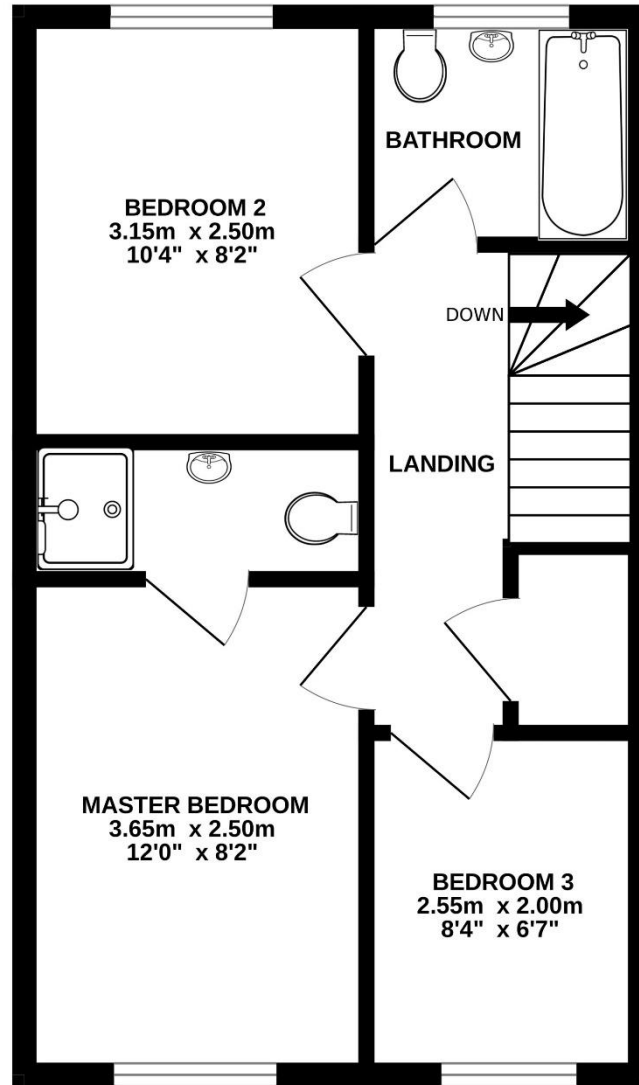 BATHROOM
BEDROOM 2
3.15m x 2.50m
10'4" x 8'2"
DOWN
LANDING
MASTER BEDROOM
3.65m x 2.50m
12'0" x 8'2"
BEDROOM 3
2.55m x 2.00m
8'4" x 6'7"